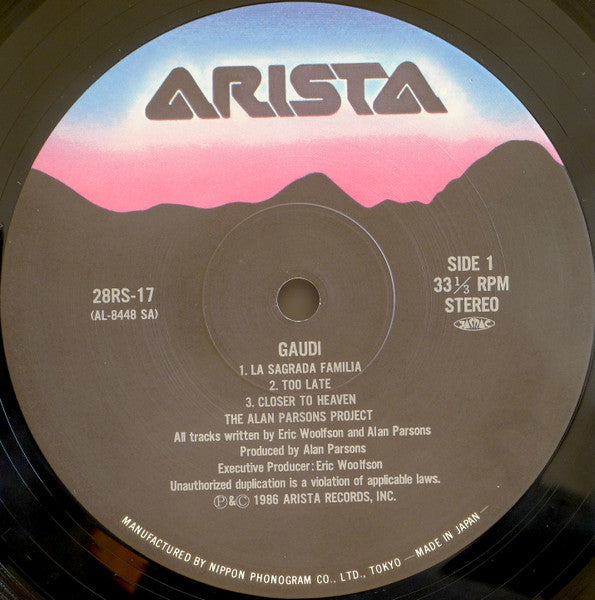 ARISTA
28RS-17
(AL-8448 SA)
SIDE 1
33 1/3 RPM
STEREO
JASRAC
GAUDI
1. LA SAGRADA FAMILIA
2. TOO LATE
3. CLOSER TO HEAVEN
THE ALAN PARSONS PROJECT
All tracks written by Eric Woolfson and Alan Parsons
Produced by Alan Parsons
Executive Producer: Eric Woolfson
Unauthorized duplication is a violation of applicable laws.
℗&© 1986 ARISTA RECORDS, INC.
MANUFACTURED BY NIPPON PHONOGRAM CO., LTD., TOKYO —MADE IN JAPAN—